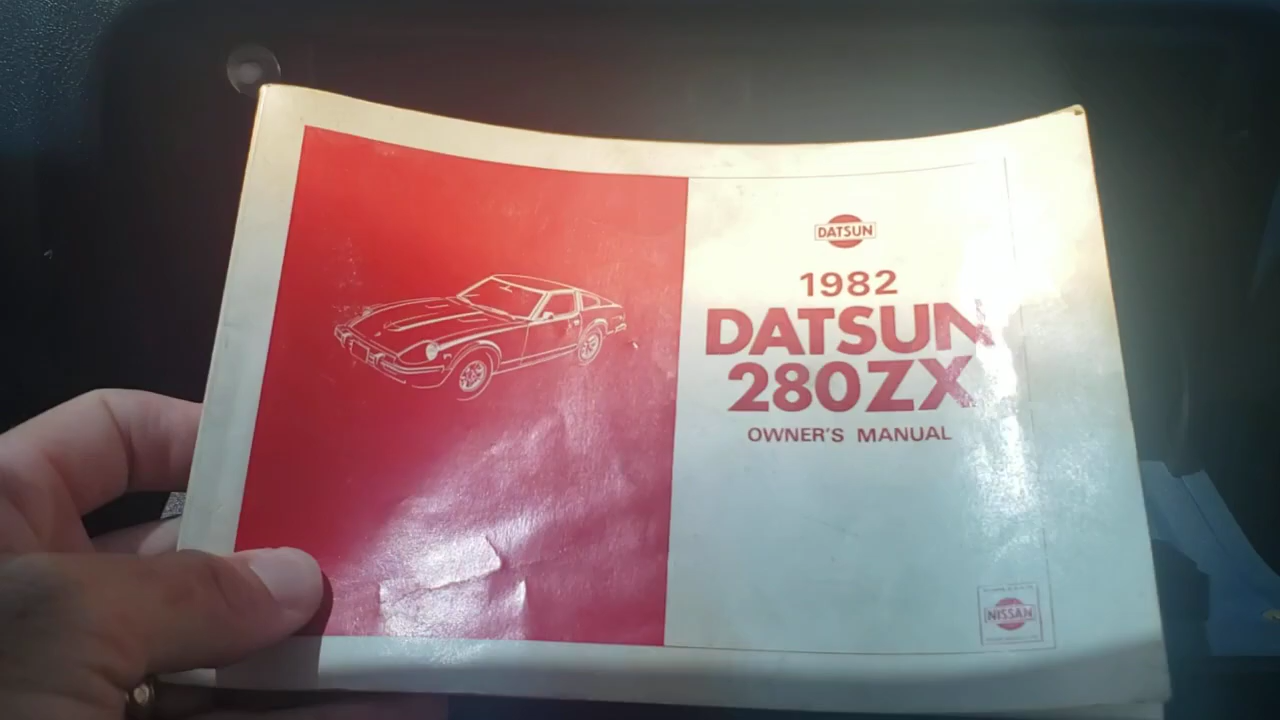 DATSUN
1982
DATSUN
280ZX
OWNER'S MANUAL
NISSAN